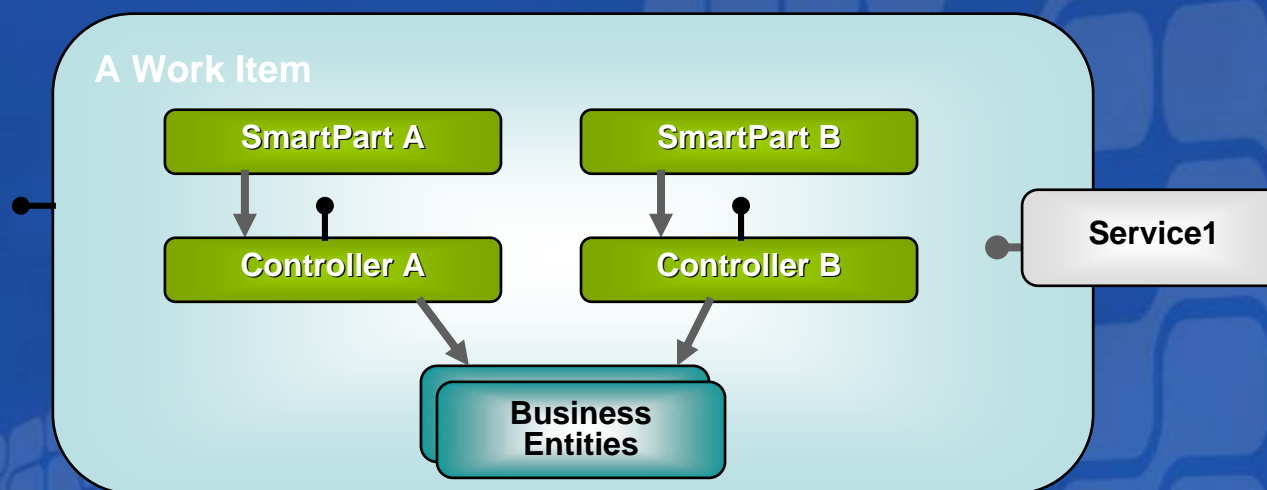 A Work Item
SmartPart A
SmartPart B
Service1
Controller A
Controller B
Business
Entities